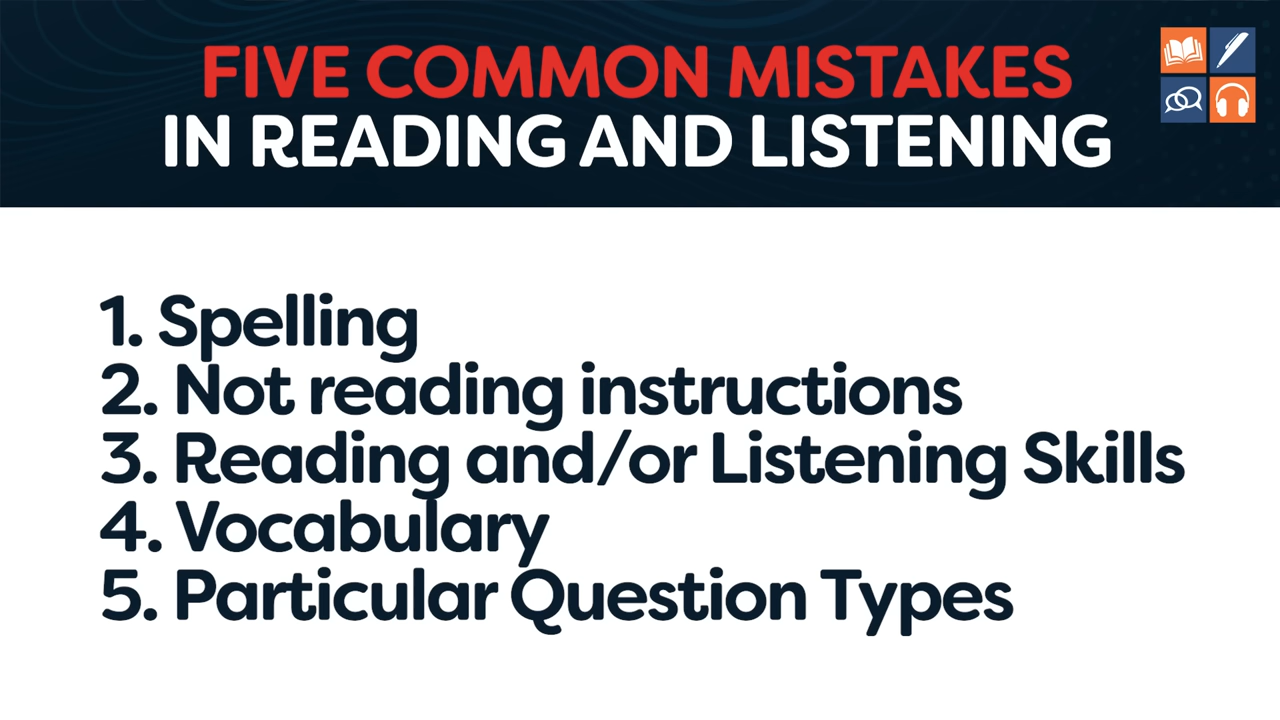 FIVE COMMON MISTAKES
IN READING AND LISTENING
1. Spelling
2. Not reading instructions
3. Reading and/or Listening Skills
4. Vocabulary
5. Particular Question Types